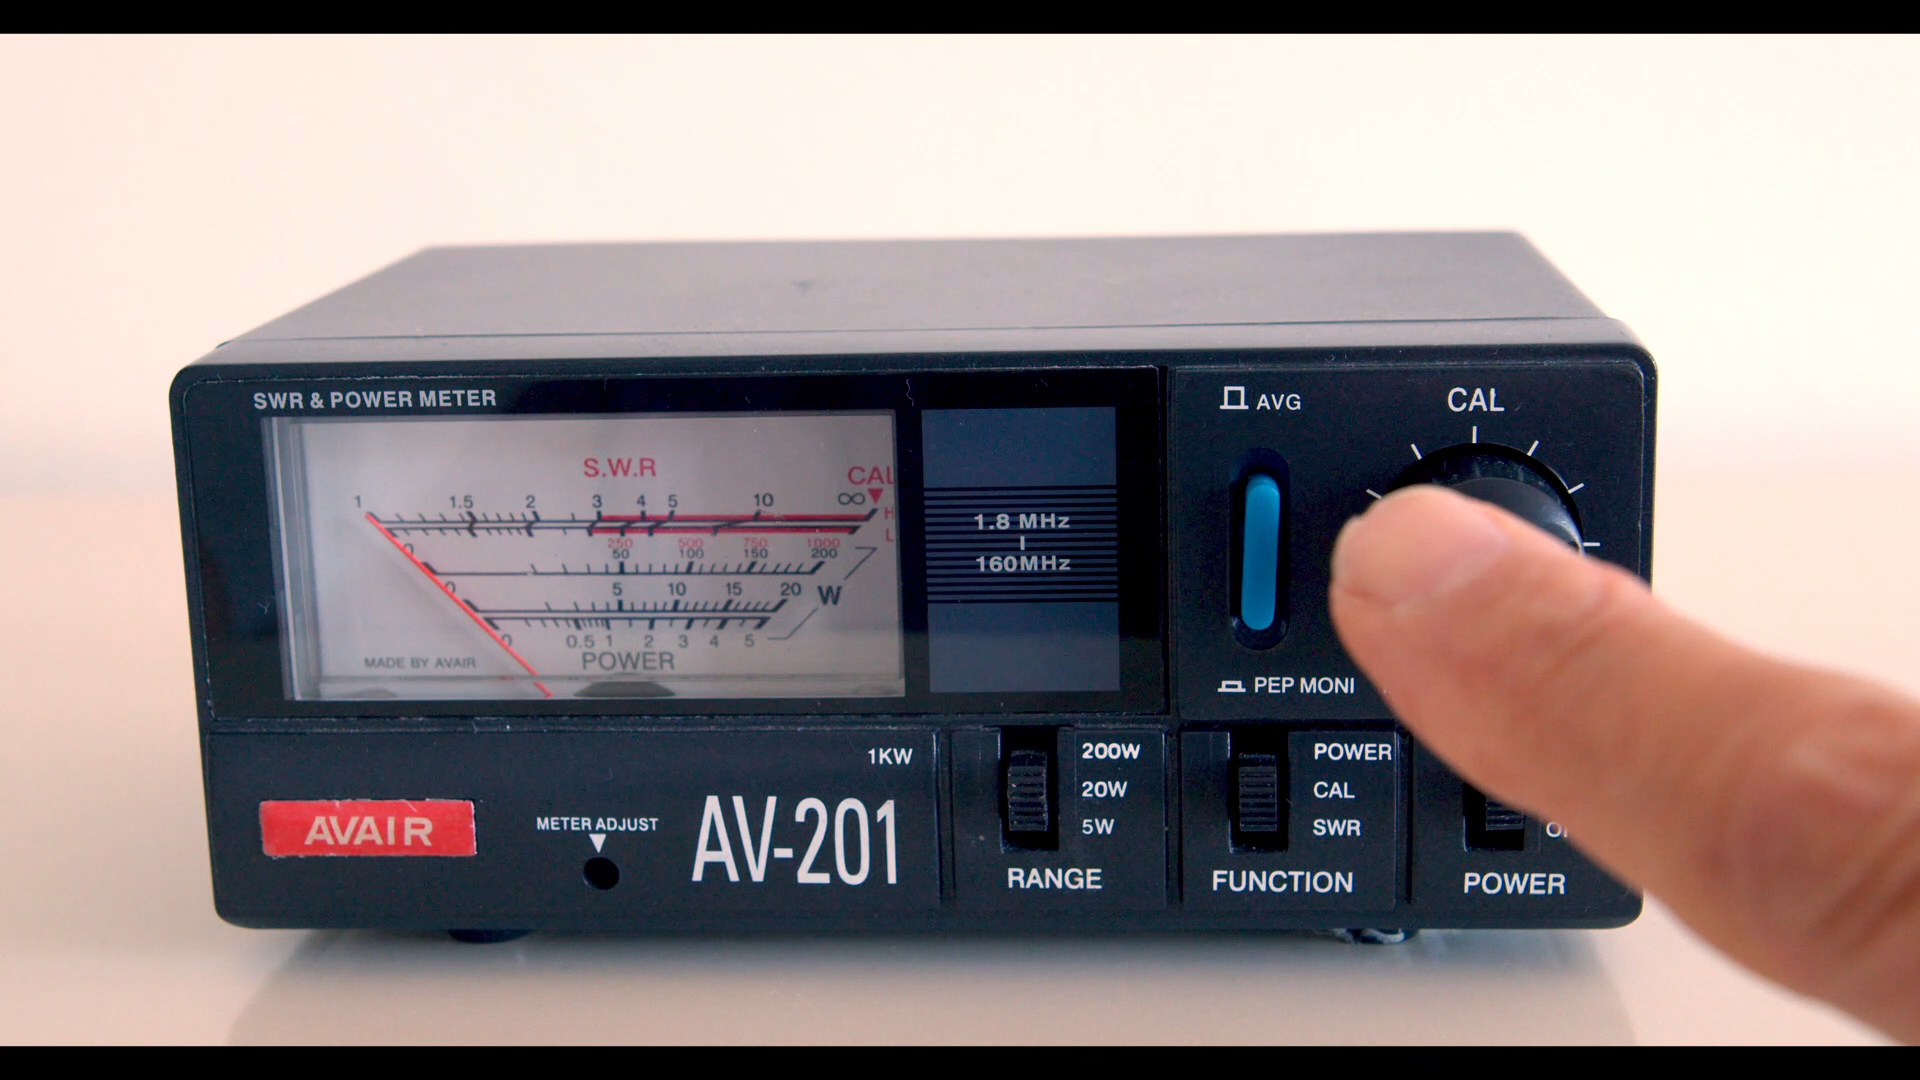 SWR & POWER METER
S.W.R
CAL
1 1.5 2 3 4 5 10 ∞
H
L
250 500 750 1000
0 50 100 150 200
0 5 10 15 20
W
0 0.5 1 2 3 4 5
MADE BY AVAIR
POWER
1.8 MHz
160MHz
AVG
CAL
PEP MONI
1KW
AVAIR
METER ADJUST
AV-201
200W
20W
5W
RANGE
POWER
CAL
SWR
FUNCTION
POWER